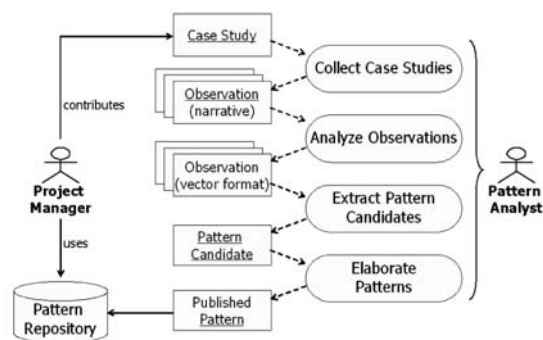 Case Study
Collect Case Studies
contributes
Observation
(narrative)
Analyze Observations
Project
Manager
Observation
(vector format)
Pattern
Analyst
Extract Pattern
Candidates
uses
Pattern
Candidate
Elaborate
Patterns
Pattern
Repository
Published
Pattern